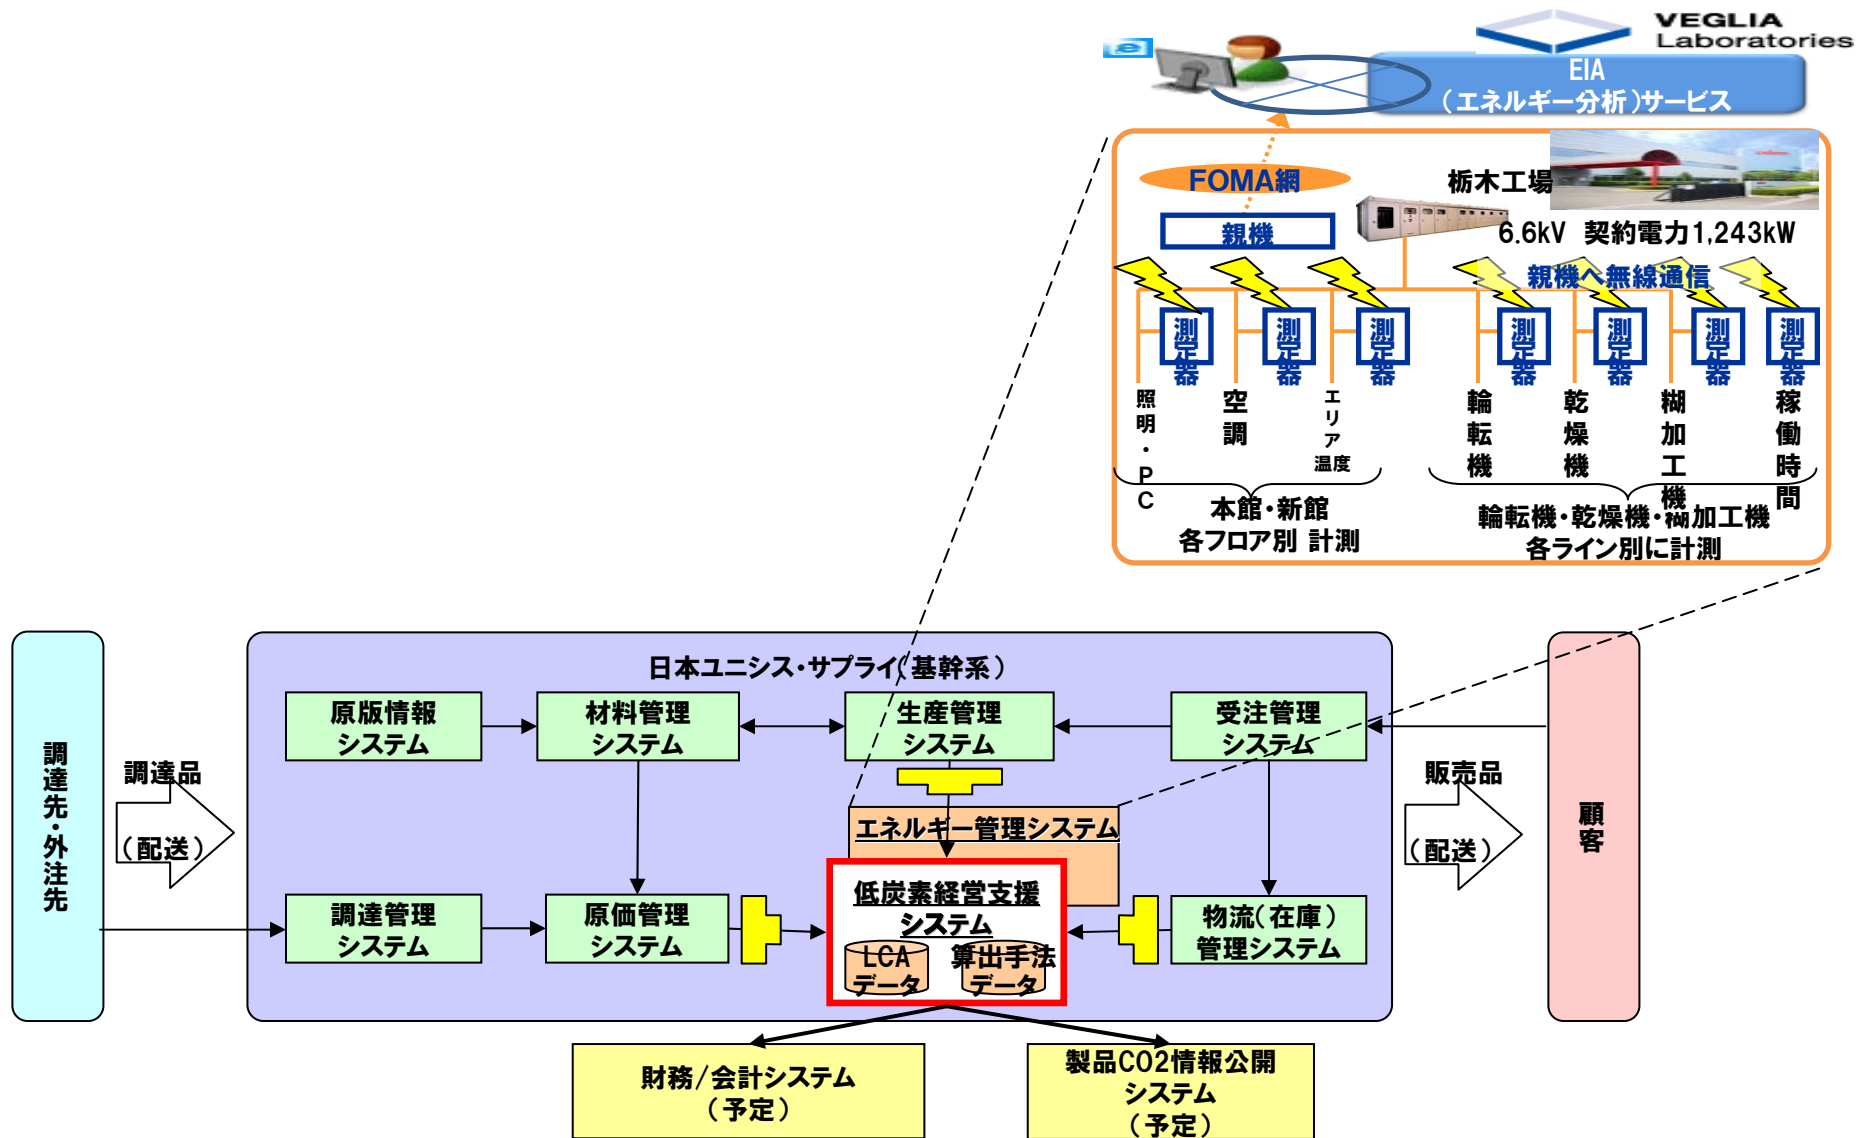 VEGLIA
Laboratories
EIA
（エネルギー分析）サービス
FOMA網
栃木工場
親機
6.6kV 契約電力1,243kW
親機へ無線通信
測定器
測定器
測定器
測定器
測定器
測定器
測定器
照明・PC
空調
エリア
温度
輪転機
乾燥機
糊加工機
稼働時間
本館・新館
各フロア別 計測
輪転機・乾燥機・糊加工機
各ライン別に計測
日本ユニシス・サプライ（基幹系）
原版情報
システム
材料管理
システム
生産管理
システム
受注管理
システム
調達先・外注先
調達品
（配送）
エネルギー管理システム
販売品
（配送）
顧客
調達管理
システム
原価管理
システム
低炭素経営支援
システム
LCA
データ
算出手法
データ
物流（在庫）
管理システム
財務/会計システム
（予定）
製品CO2情報公開
システム
（予定）